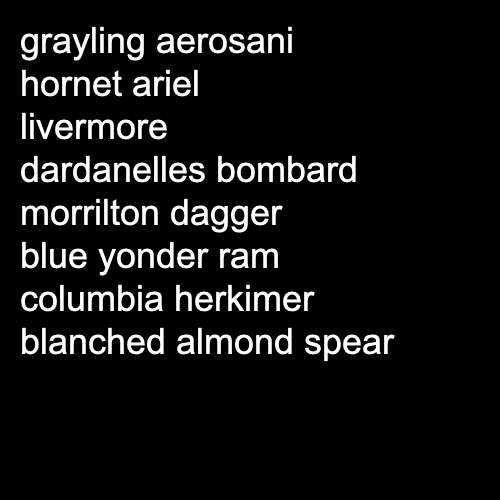 grayling aerosani
hornet ariel
livermore
dardanelles bombard
morrilton dagger
blue yonder ram
columbia herkimer
blanched almond spear